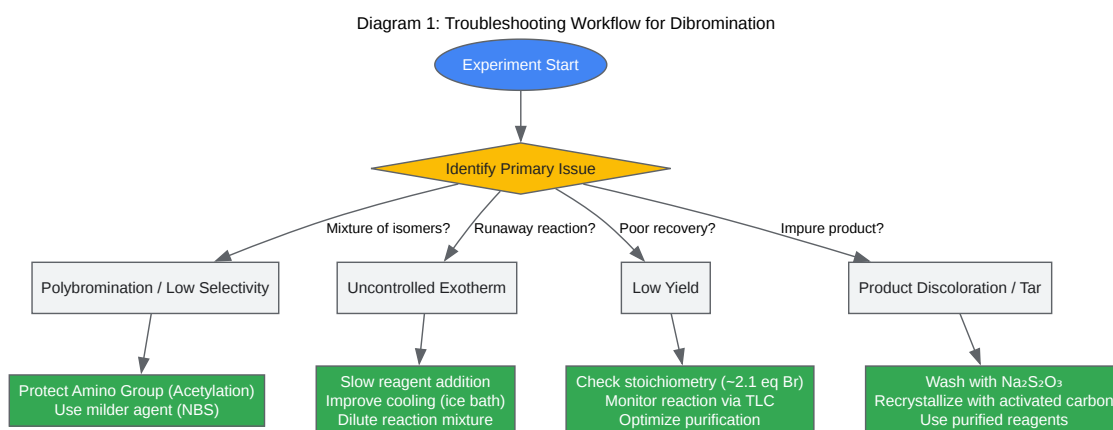 Diagram 1: Troubleshooting Workflow for Dibromination
Experiment Start
Identify Primary Issue
Mixture of isomers?
Runaway reaction?
Poor recovery?
Impure product?
Polybromination / Low Selectivity
Uncontrolled Exotherm
Low Yield
Product Discoloration / Tar
Protect Amino Group (Acetylation)
Use milder agent (NBS)
Slow reagent addition
Improve cooling (ice bath)
Dilute reaction mixture
Check stoichiometry (~2.1 eq Br)
Monitor reaction via TLC
Optimize purification
Wash with Na₂S₂O₃
Recrystallize with activated carbon
Use purified reagents